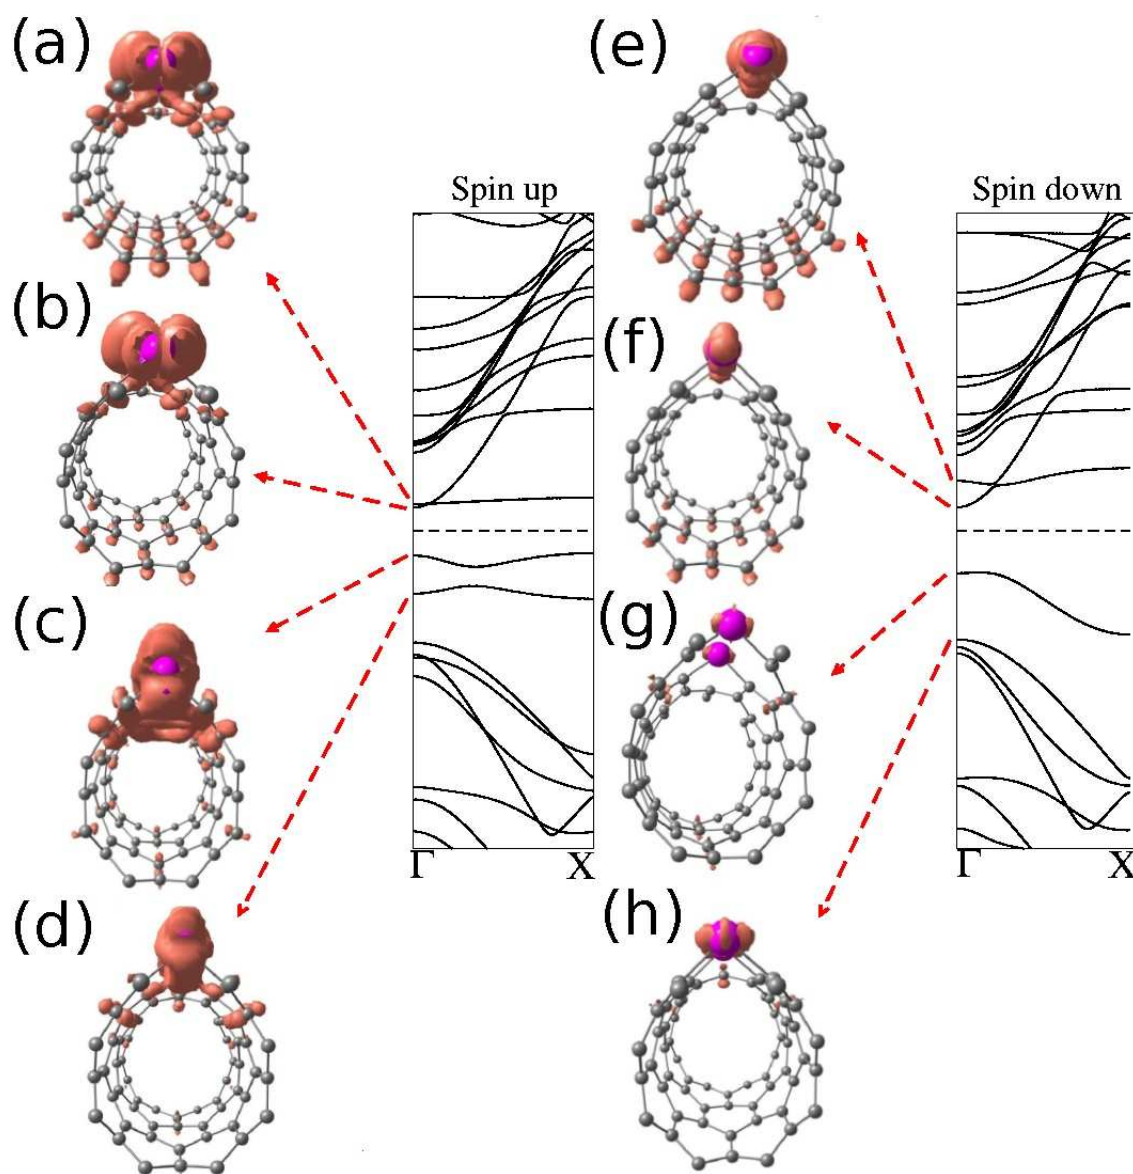 (a)
(e)
Spin up
Spin down
(b)
(f)
(c)
(g)
Γ X
Γ X
(d)
(h)